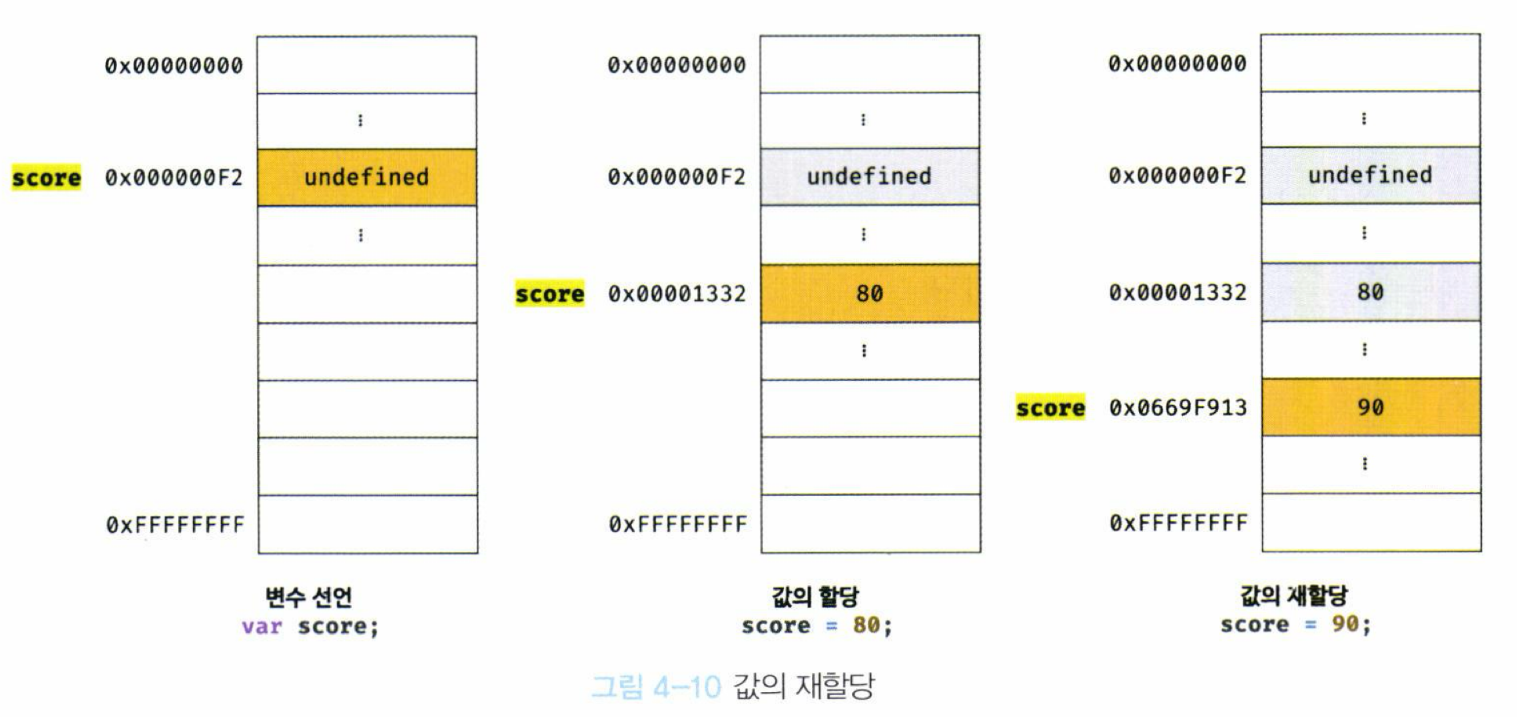 0x00000000
⋮
score 0x000000F2 undefined
⋮
0xFFFFFFFF
변수 선언
var score;
0x00000000
⋮
0x000000F2 undefined
⋮
score 0x00001332 80
⋮
0xFFFFFFFF
값의 할당
score = 80;
0x00000000
⋮
0x000000F2 undefined
⋮
0x00001332 80
⋮
score 0x0669F913 90
⋮
0xFFFFFFFF
값의 재할당
score = 90;
그림 4-10 값의 재할당